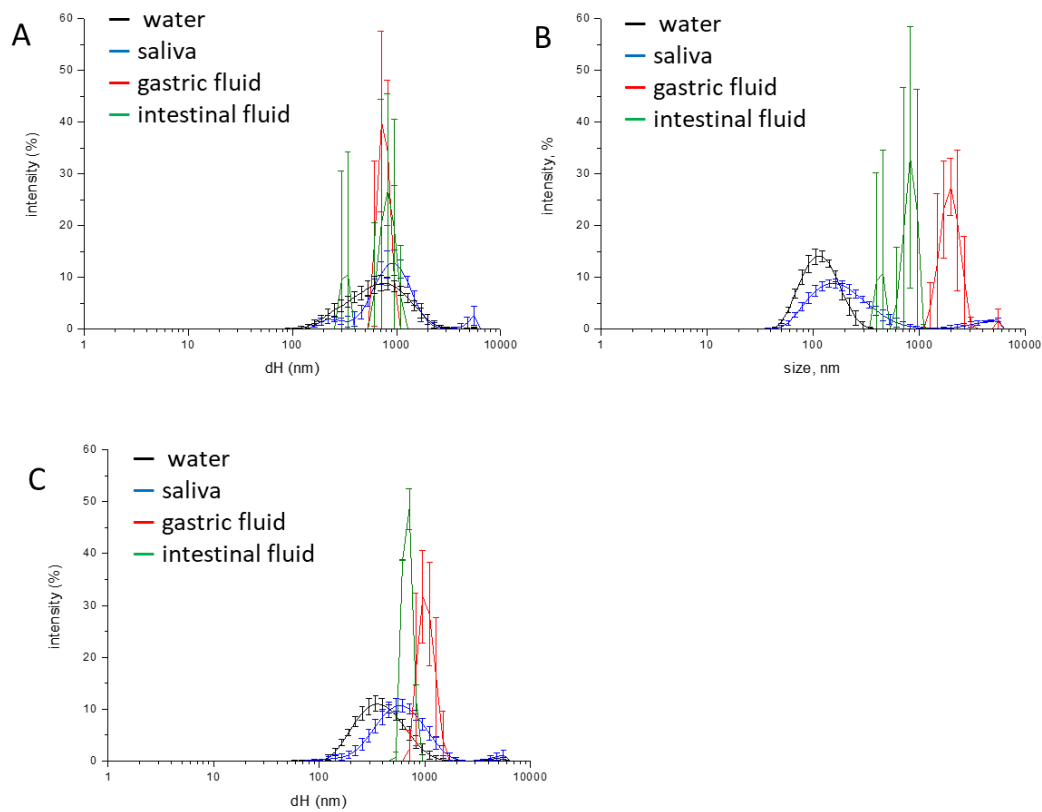 A
water
saliva
gastric fluid
intestinal fluid
intensity (%)
60
50
40
30
20
10
0
1
10
100
1000
10000
dH (nm)
B
water
saliva
gastric fluid
intestinal fluid
intensity, %
60
50
40
30
20
10
0
1
10
100
1000
10000
size, nm
C
water
saliva
gastric fluid
intestinal fluid
intensity (%)
60
50
40
30
20
10
0
1
10
100
1000
10000
dH (nm)